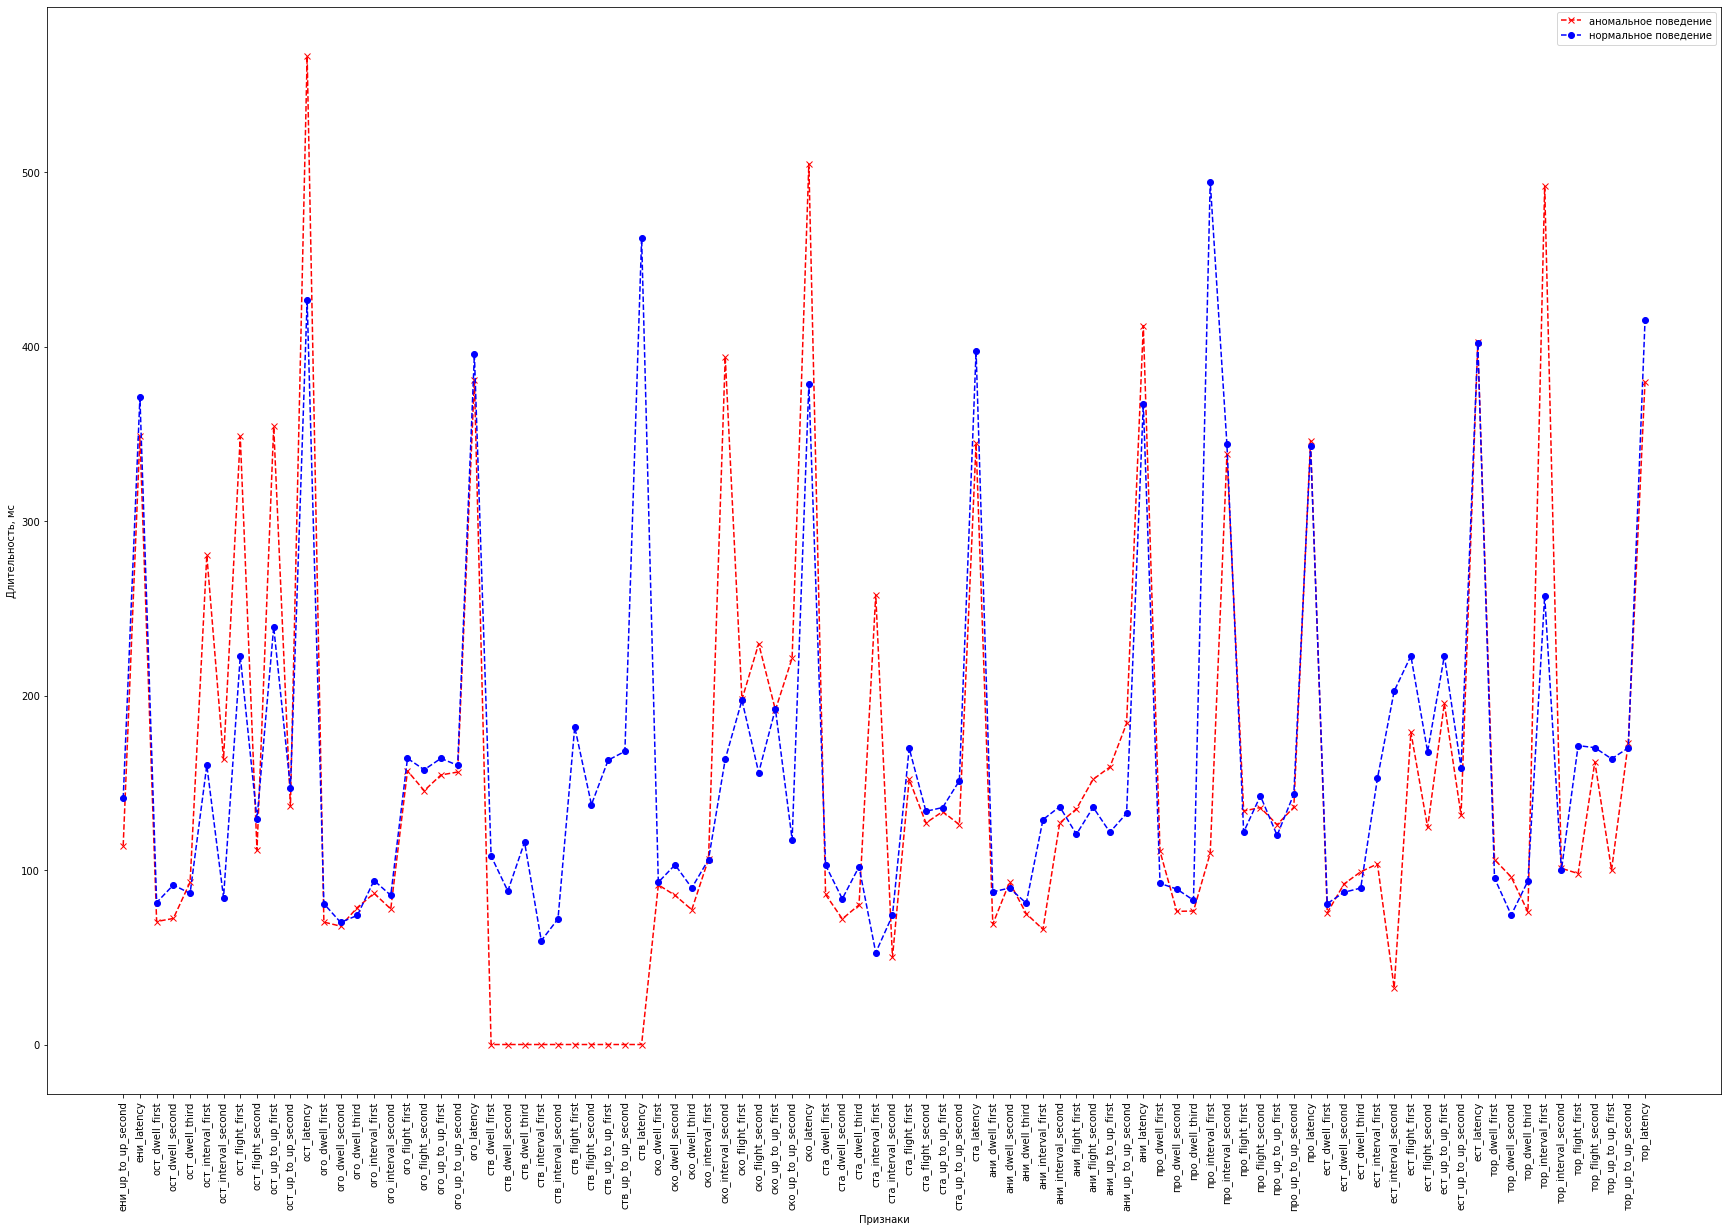 аномальное поведение
нормальное поведение
Длительность, мс
500
400
300
200
100
0
ени_up_to_up_second
ени_latency
ост_dwell_first
ост_dwell_second
ост_dwell_third
ост_interval_first
ост_interval_second
ост_flight_first
ост_flight_second
ост_up_to_up_first
ост_up_to_up_second
ост_latency
ого_dwell_first
ого_dwell_second
ого_dwell_third
ого_interval_first
ого_interval_second
ого_flight_first
ого_flight_second
ого_up_to_up_first
ого_up_to_up_second
ого_latency
ств_dwell_first
ств_dwell_second
ств_dwell_third
ств_interval_first
ств_interval_second
ств_flight_first
ств_flight_second
ств_up_to_up_first
ств_up_to_up_second
ств_latency
ско_dwell_first
ско_dwell_second
ско_dwell_third
ско_interval_first
ско_interval_second
ско_flight_first
ско_flight_second
ско_up_to_up_first
ско_up_to_up_second
ско_latency
ста_dwell_first
ста_dwell_second
ста_dwell_third
ста_interval_first
ста_interval_second
ста_flight_first
ста_flight_second
ста_up_to_up_first
ста_up_to_up_second
ста_latency
ани_dwell_first
ани_dwell_second
ани_dwell_third
ани_interval_first
ани_interval_second
ани_flight_first
ани_flight_second
ани_up_to_up_first
ани_up_to_up_second
ани_latency
про_dwell_first
про_dwell_second
про_dwell_third
про_interval_first
про_interval_second
про_flight_first
про_flight_second
про_up_to_up_first
про_up_to_up_second
про_latency
ест_dwell_first
ест_dwell_second
ест_dwell_third
ест_interval_first
ест_interval_second
ест_flight_first
ест_flight_second
ест_up_to_up_first
ест_up_to_up_second
ест_latency
тор_dwell_first
тор_dwell_second
тор_dwell_third
тор_interval_first
тор_interval_second
тор_flight_first
тор_flight_second
тор_up_to_up_first
тор_up_to_up_second
тор_latency
Признаки